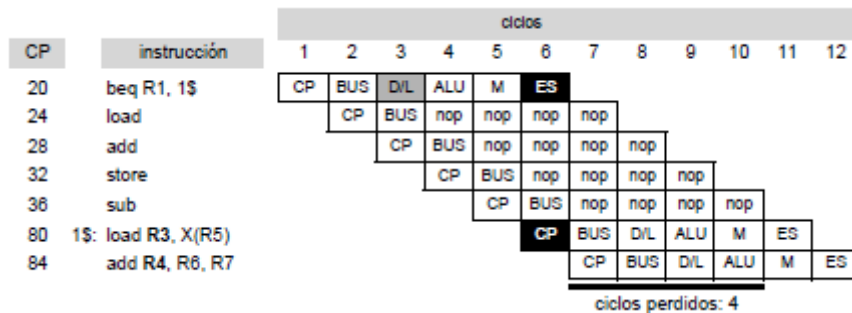 ciclos
CP instrucción 1 2 3 4 5 6 7 8 9 10 11 12
20 beq R1, 1$ CP BUS D/L ALU M ES
24 load CP BUS nop nop nop nop
28 add CP BUS nop nop nop nop
32 store CP BUS nop nop nop nop
36 sub CP BUS nop nop nop nop
80 1$: load R3, X(R5) CP BUS D/L ALU M ES
84 add R4, R6, R7 CP BUS D/L ALU M ES
ciclos perdidos: 4